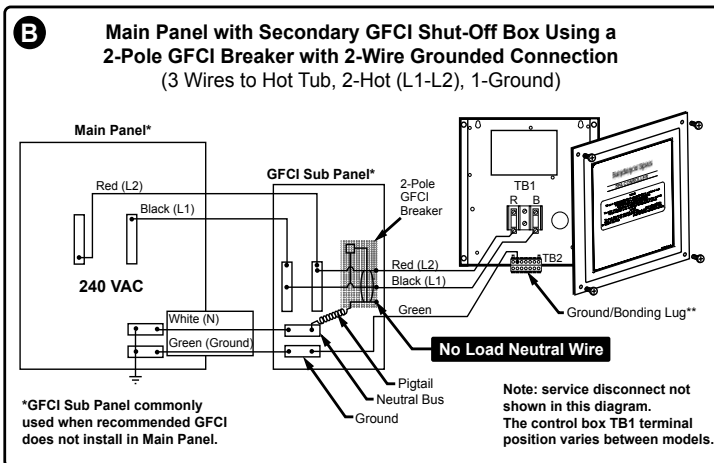 B
Main Panel with Secondary GFCI Shut-Off Box Using a
2-Pole GFCI Breaker with 2-Wire Grounded Connection
(3 Wires to Hot Tub, 2-Hot (L1-L2), 1-Ground)
Main Panel*
GFCI Sub Panel*
2-Pole
GFCI
Breaker
TB1
R B
Red (L2)
Black (L1)
240 VAC
Red (L2)
TB2
Black (L1)
Green
Ground/Bonding Lug**
White (N)
Green (Ground)
No Load Neutral Wire
Pigtail
Neutral Bus
Ground
*GFCI Sub Panel commonly
used when recommended GFCI
does not install in Main Panel.
Note: service disconnect not
shown in this diagram.
The control box TB1 terminal
position varies between models.